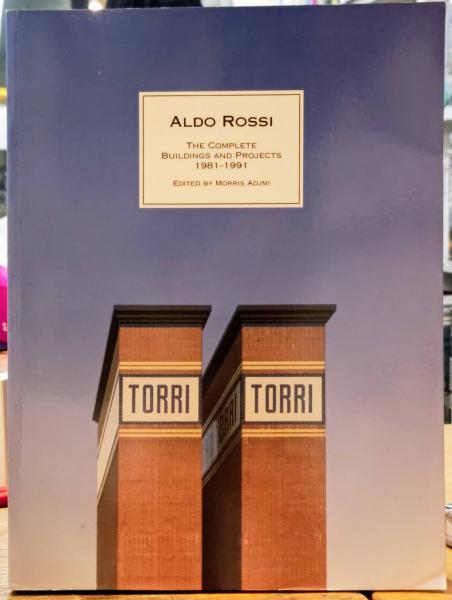 ALDO ROSSI
THE COMPLETE
BUILDINGS AND PROJECTS
1981-1991
EDITED BY MORRIS ADJMI
TORRI
TORRI
TORRI